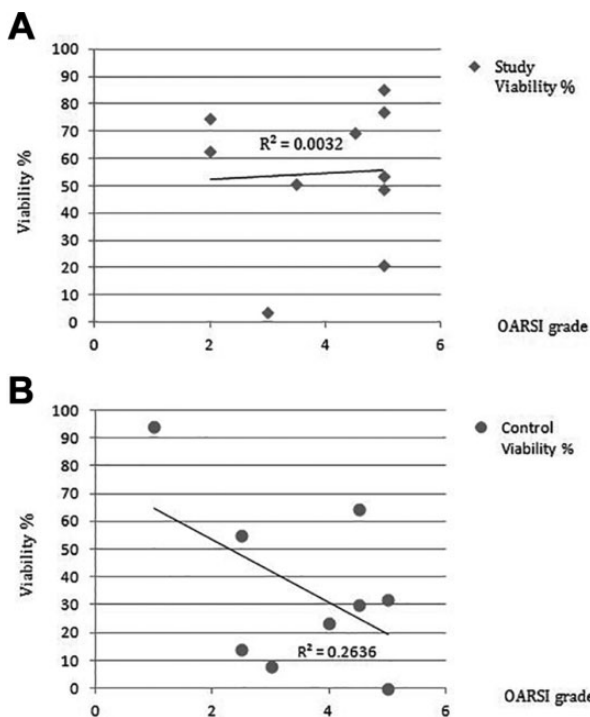 A
100
90
80
70
60
50
40
30
20
10
0
Viability %
R² = 0.0032
Study
Viability %
0 2 4 6
OARSI grade
B
100
90
80
70
60
50
40
30
20
10
0
Viability %
R² = 0.2636
Control
Viability %
0 2 4 6
OARSI grade